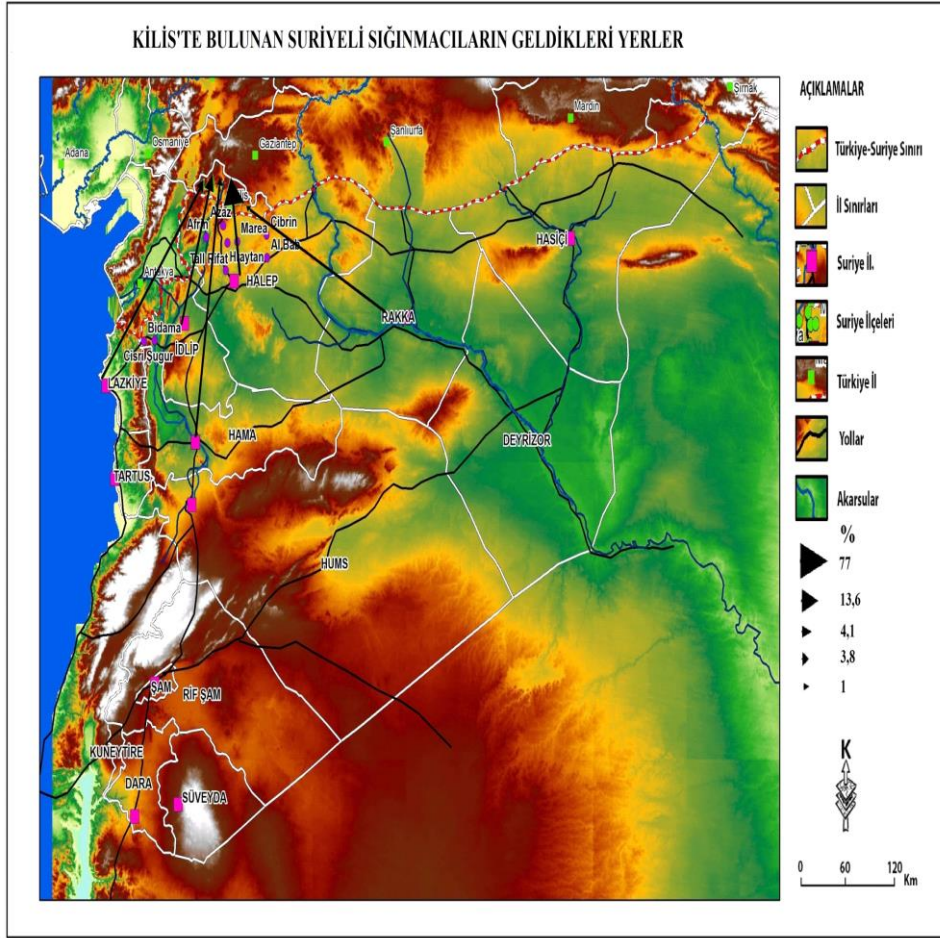 KİLİS'TE BULUNAN SURİYELİ SIĞINMACILARIN GELDİKLERİ YERLER
AÇIKLAMALAR
Türkiye-Suriye Sınırı
İl Sınırları
Suriye İl.
Suriye İlçeleri
Türkiye İl
Yollar
Akarsular
%
77
13,6
4,1
3,8
1
K
0 60 120
Km
Şırnak
Mardin
Şanlıurfa
Gaziantep
Osmaniye
Adana
Azaz
Afrin
Marea
Cibrin
Al Bab
Tall Rifat
Hraytan
Antakya
HALEP
HASİÇİ
RAKKA
Bidama
İDLİP
Cisri Şugur
LAZKİYE
HAMA
DEYRİZOR
TARTUS
HUMS
ŞAM
RİF ŞAM
KUNEYTİRE
DARA
SÜVEYDA